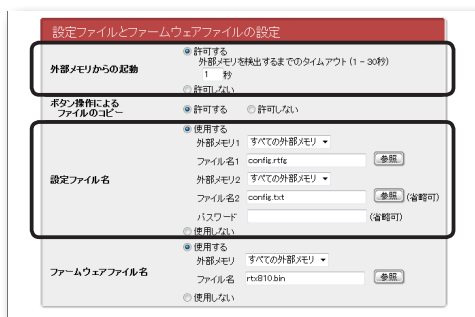 設定ファイルとファームウェアファイルの設定
外部メモリからの起動
許可する
外部メモリを検出するまでのタイムアウト(1 - 30秒)
1 秒
許可しない
ボタン操作による
ファイルのコピー
許可する 許可しない
設定ファイル名
使用する
外部メモリ1 すべての外部メモリ
ファイル名1 config.rtfg 参照
外部メモリ2 すべての外部メモリ
ファイル名2 config.txt 参照 (省略可)
パスワード (省略可)
使用しない
ファームウェアファイル名
使用する
外部メモリ すべての外部メモリ
ファイル名 rtx810.bin 参照
使用しない